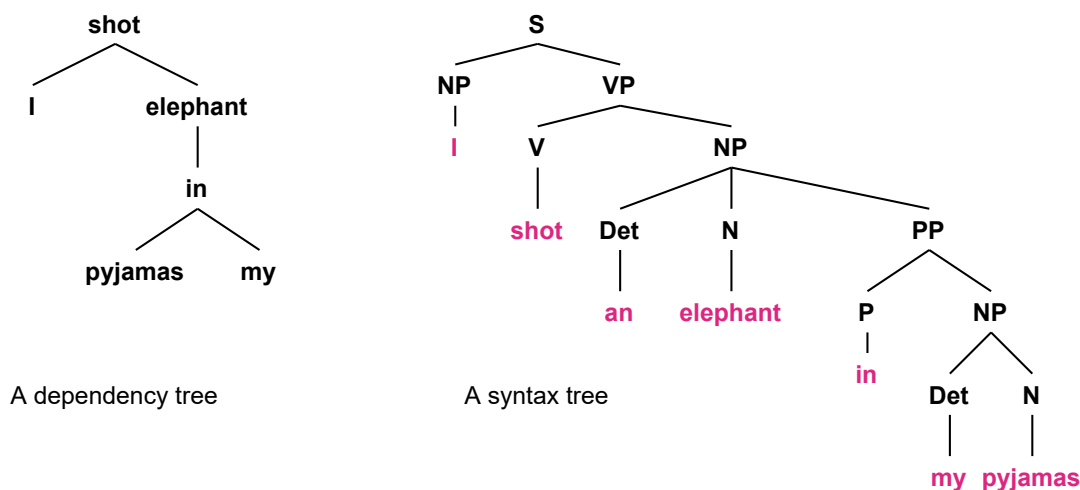 shot
I elephant
in
pyjamas my
A dependency tree
S
NP VP
I V NP
shot Det N PP
an elephant P NP
in
Det N
my pyjamas
A syntax tree